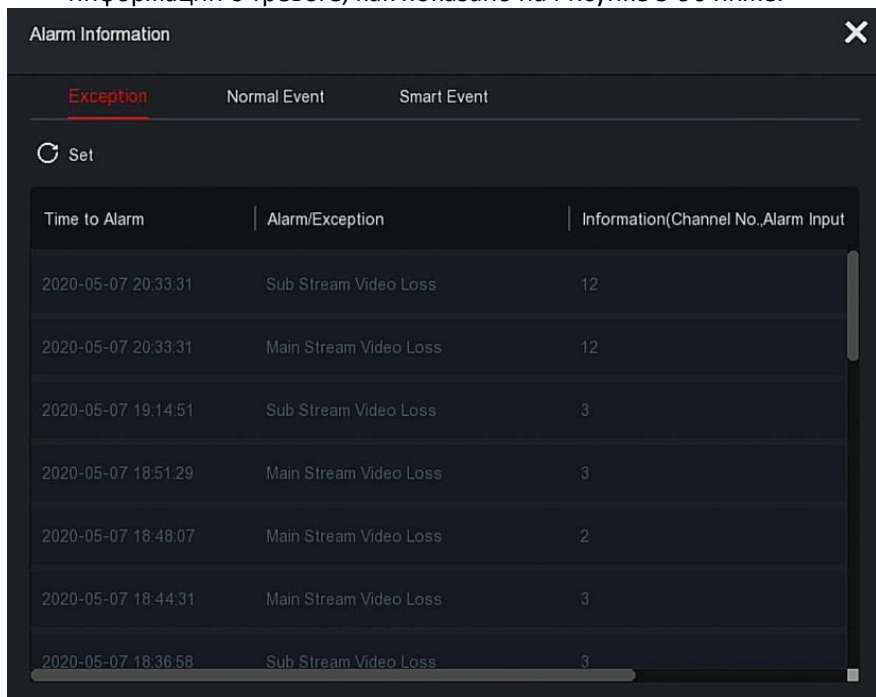 Alarm Information
Exception Normal Event Smart Event
Set
Time to Alarm Alarm/Exception Information(Channel No.,Alarm Input
2020-05-07 20:33:31 Sub Stream Video Loss 12
2020-05-07 20:33:31 Main Stream Video Loss 12
2020-05-07 19:14:51 Sub Stream Video Loss 3
2020-05-07 18:51:29 Main Stream Video Loss 3
2020-05-07 18:48:07 Main Stream Video Loss 2
2020-05-07 18:44:31 Main Stream Video Loss 3
2020-05-07 18:36:58 Sub Stream Video Loss 3